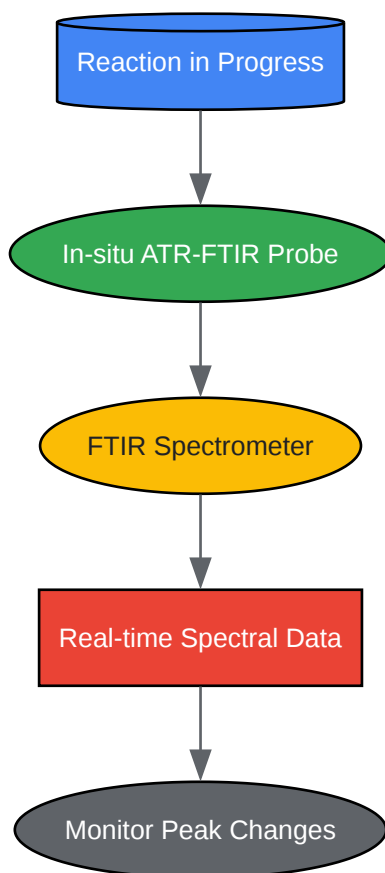 Reaction in Progress
In-situ ATR-FTIR Probe
FTIR Spectrometer
Real-time Spectral Data
Monitor Peak Changes